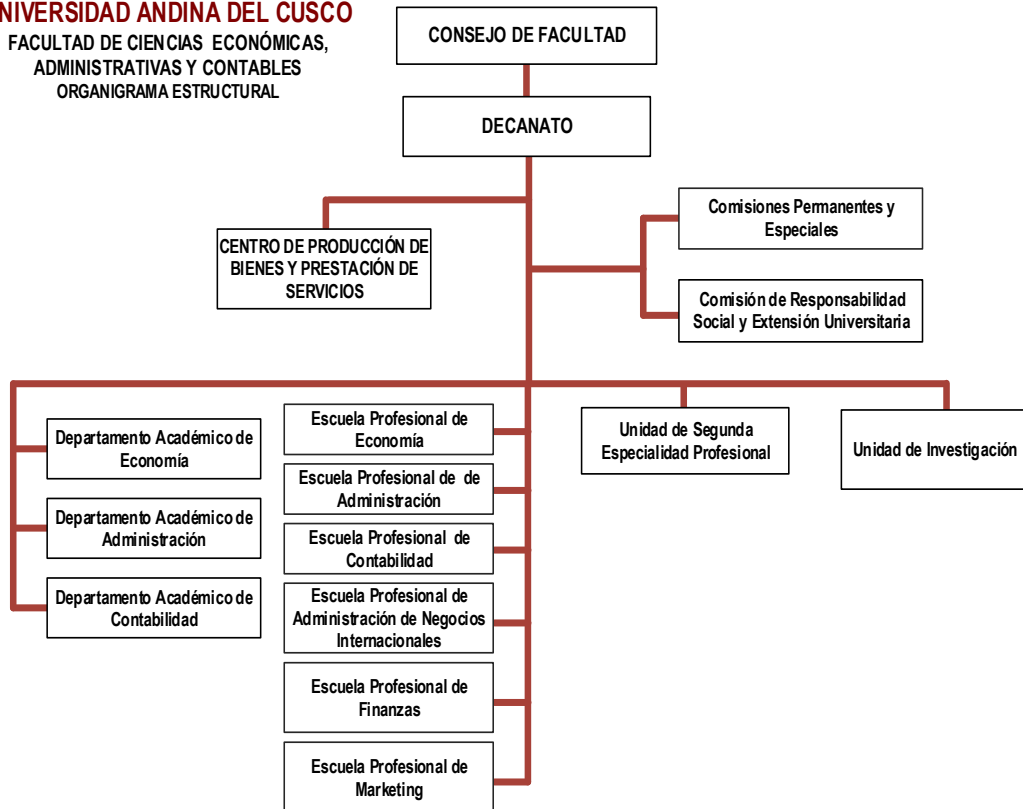 NIVERSIDAD ANDINA DEL CUSCO
FACULTAD DE CIENCIAS ECONÓMICAS,
ADMINISTRATIVAS Y CONTABLES
ORGANIGRAMA ESTRUCTURAL
CONSEJO DE FACULTAD
DECANATO
CENTRO DE PRODUCCIÓN DE
BIENES Y PRESTACIÓN DE
SERVICIOS
Comisiones Permanentes y
Especiales
Comisión de Responsabilidad
Social y Extensión Universitaria
Departamento Académico de
Economía
Departamento Académico de
Administración
Departamento Académico de
Contabilidad
Escuela Profesional de
Economía
Escuela Profesional de de
Administración
Escuela Profesional de
Contabilidad
Escuela Profesional de
Administración de Negocios
Internacionales
Escuela Profesional de
Finanzas
Escuela Profesional de
Marketing
Unidad de Segunda
Especialidad Profesional
Unidad de Investigación